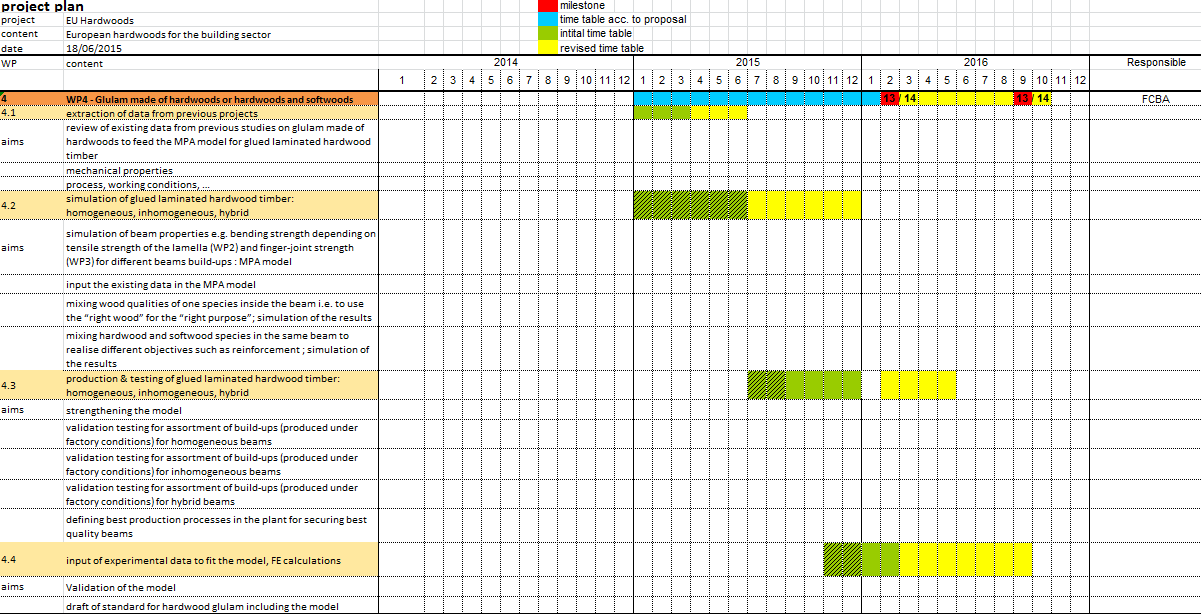 project plan
milestone
project EU Hardwoods
time table acc. to proposal
content European hardwoods for the building sector
intital time table
date 18/06/2015
revised time table
WP content 2014 2015 2016 Responsible
1 2 3 4 5 6 7 8 9 10 11 12 1 2 3 4 5 6 7 8 9 10 11 12 1 2 3 4 5 6 7 8 9 10 11 12
4 WP4 - Glulam made of hardwoods or hardwoods and softwoods 13 / 14 13 / 14 FCBA
4.1 extraction of data from previous projects
aims review of existing data from previous studies on glulam made of
hardwoods to feed the MPA model for glued laminated hardwood
timber
mechanical properties
process, working conditions, ...
4.2 simulation of glued laminated hardwood timber:
homogeneous, inhomogeneous, hybrid
aims simulation of beam properties e.g. bending strength depending on
tensile strength of the lamella (WP2) and finger-joint strength
(WP3) for different beams build-ups : MPA model
input the existing data in the MPA model
mixing wood qualities of one species inside the beam i.e. to use
the "right wood" for the "right purpose"; simulation of the results
mixing hardwood and softwood species in the same beam to
realise different objectives such as reinforcement ; simulation of
the results
4.3 production & testing of glued laminated hardwood timber:
homogeneous, inhomogeneous, hybrid
aims strengthening the model
validation testing for assortment of build-ups (produced under
factory conditions) for homogeneous beams
validation testing for assortment of build-ups (produced under
factory conditions) for inhomogeneous beams
validation testing for assortment of build-ups (produced under
factory conditions) for hybrid beams
defining best production processes in the plant for securing best
quality beams
4.4 input of experimental data to fit the model, FE calculations
aims Validation of the model
draft of standard for hardwood glulam including the model